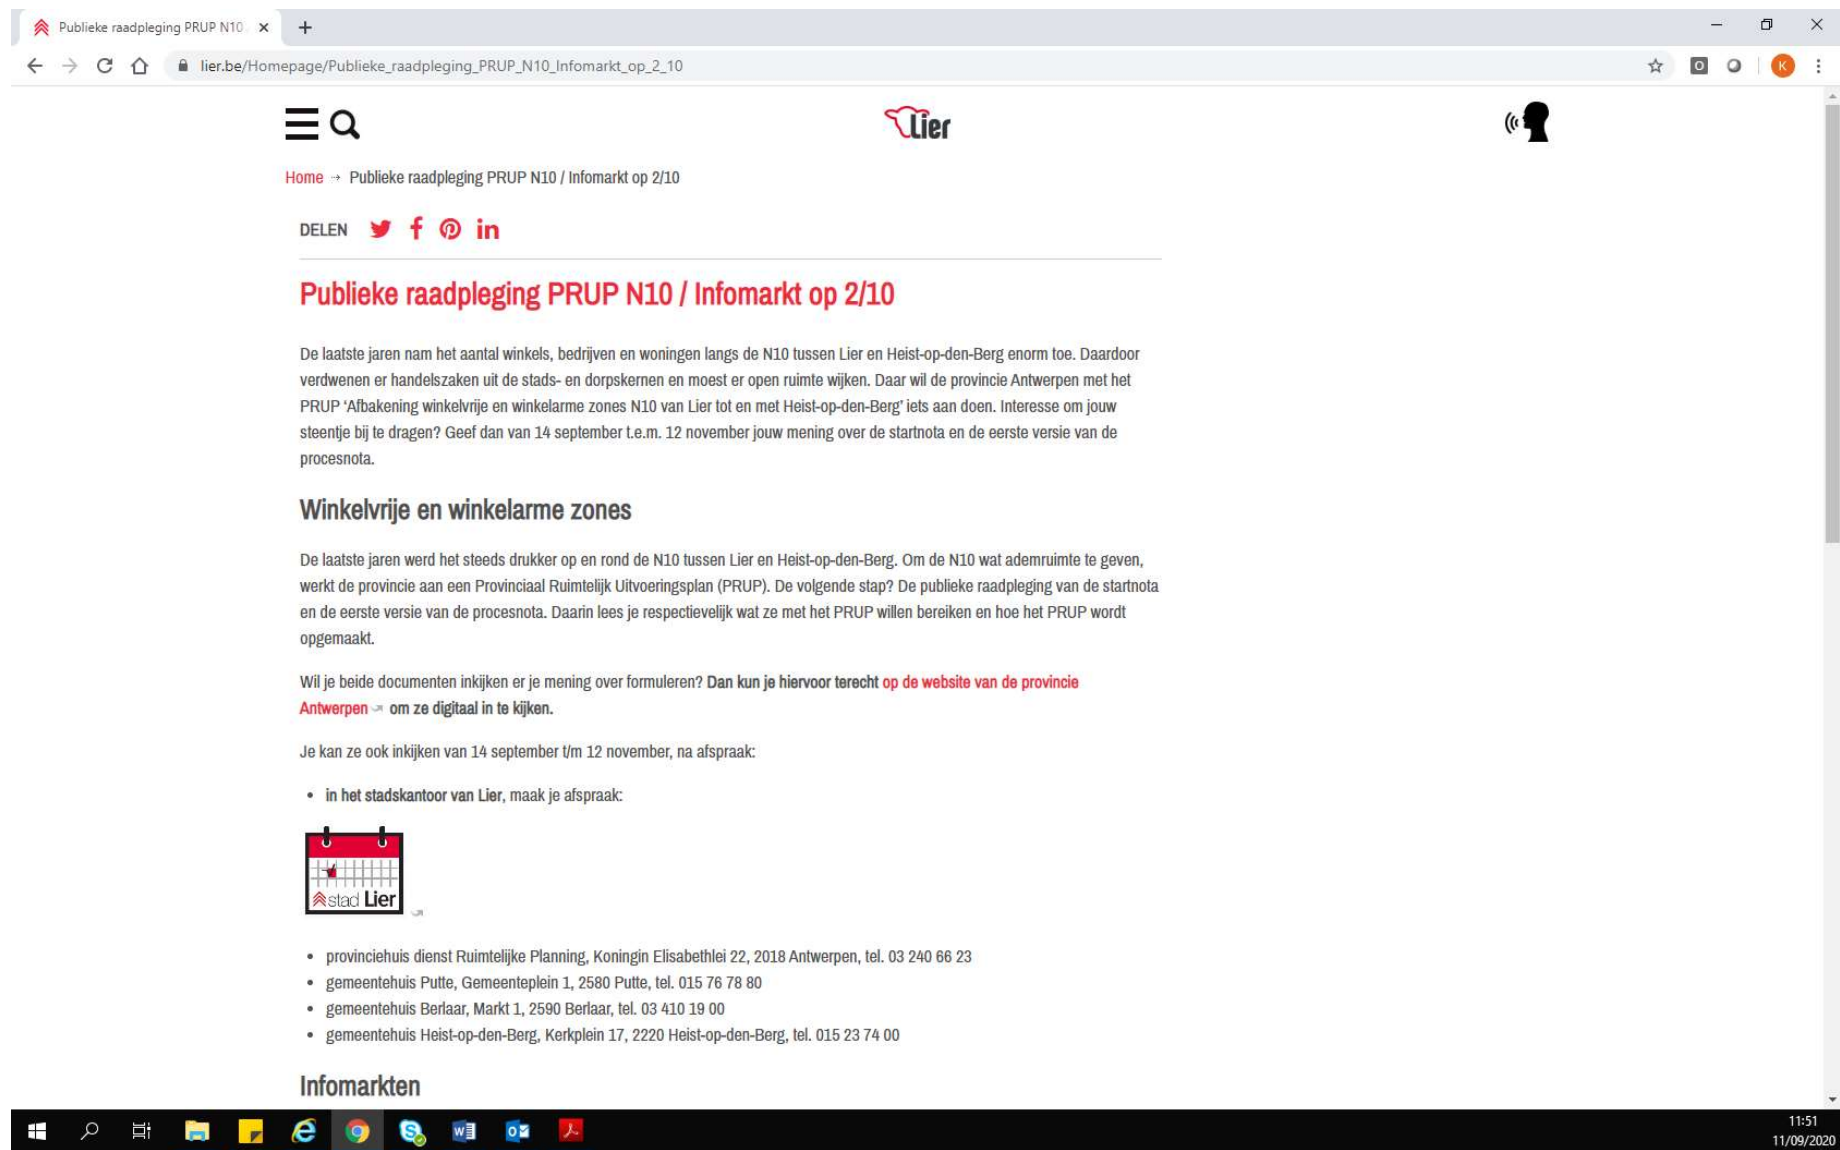 Publieke raadpleging PRUP N10
lier.be/Homepage/Publieke_raadpleging_PRUP_N10_Infomarkt_op_2_10
O
K
Lier
Home → Publieke raadpleging PRUP N10 / Infomarkt op 2/10
DELEN
Publieke raadpleging PRUP N10 / Infomarkt op 2/10
De laatste jaren nam het aantal winkels, bedrijven en woningen langs de N10 tussen Lier en Heist-op-den-Berg enorm toe. Daardoor
verdwenen er handelszaken uit de stads- en dorpskernen en moest er open ruimte wijken. Daar wil de provincie Antwerpen met het
PRUP ‘Afbakening winkelvrije en winkelarme zones N10 van Lier tot en met Heist-op-den-Berg’ iets aan doen. Interesse om jouw
steentje bij te dragen? Geef dan van 14 september t.e.m. 12 november jouw mening over de startnota en de eerste versie van de
procesnota.
Winkelvrije en winkelarme zones
De laatste jaren werd het steeds drukker op en rond de N10 tussen Lier en Heist-op-den-Berg. Om de N10 wat ademruimte te geven,
werkt de provincie aan een Provinciaal Ruimtelijk Uitvoeringsplan (PRUP). De volgende stap? De publieke raadpleging van de startnota
en de eerste versie van de procesnota. Daarin lees je respectievelijk wat ze met het PRUP willen bereiken en hoe het PRUP wordt
opgemaakt.
Wil je beide documenten inkijken er je mening over formuleren? Dan kun je hiervoor terecht op de website van de provincie
Antwerpen om ze digitaal in te kijken.
Je kan ze ook inkijken van 14 september t/m 12 november, na afspraak:
• in het stadskantoor van Lier, maak je afspraak:
stad Lier
• provinciehuis dienst Ruimtelijke Planning, Koningin Elisabethlei 22, 2018 Antwerpen, tel. 03 240 66 23
• gemeentehuis Putte, Gemeenteplein 1, 2580 Putte, tel. 015 76 78 80
• gemeentehuis Berlaar, Markt 1, 2590 Berlaar, tel. 03 410 19 00
• gemeentehuis Heist-op-den-Berg, Kerkplein 17, 2220 Heist-op-den-Berg, tel. 015 23 74 00
Infomarkten
11:51
11/09/2020